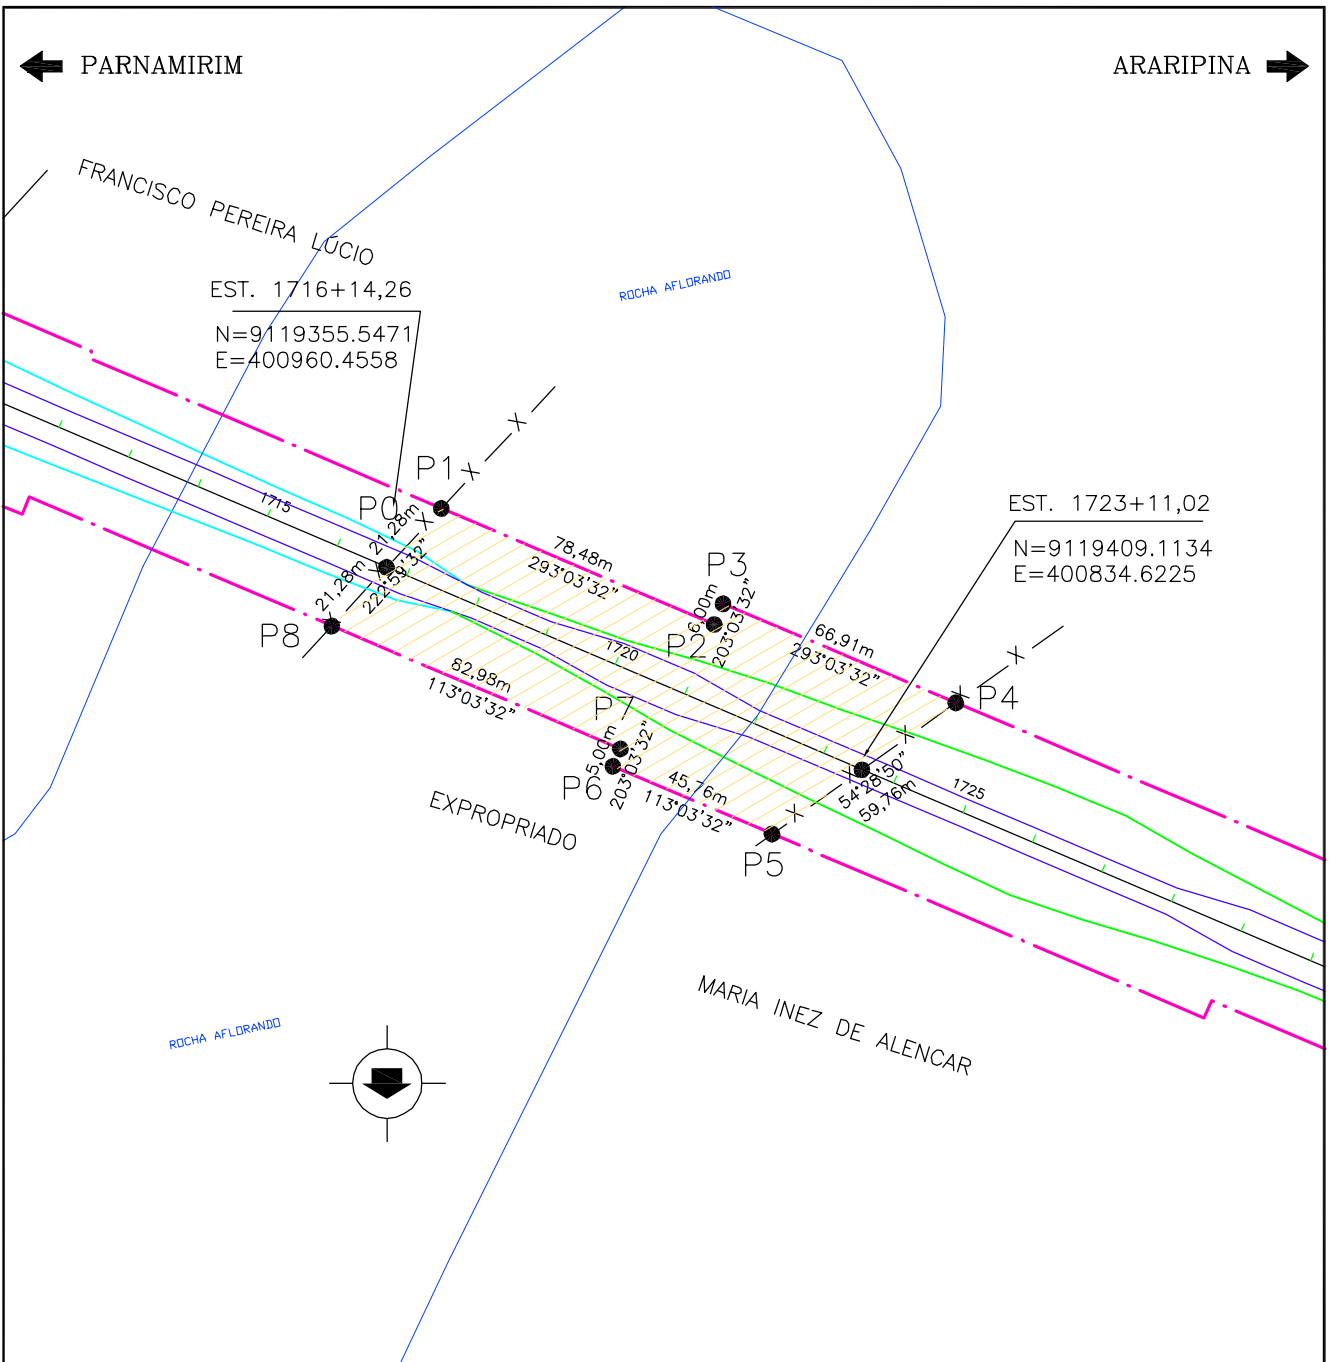 PARNAMIRIM
ARARIPINA
FRANCISCO PEREIRA LÚCIO
ROCHA AFLORANDO
EST. 1716+14,26
N=9119355.5471
E=400960.4558
P1
P0
1715
21,28m
21,28m
222°59'32"
P8
78,48m
293°03'32"
P3
6,00m
203°03'32"
P2
1720
66,91m
293°03'32"
EST. 1723+11,02
N=9119409.1134
E=400834.6225
P4
82,98m
113°03'32"
P7
5,00m
203°03'32"
P6
45,76m
113°03'32"
54°28'50"
59,76m
1725
P5
EXPROPRIADO
MARIA INEZ DE ALENCAR
ROCHA AFLORANDO